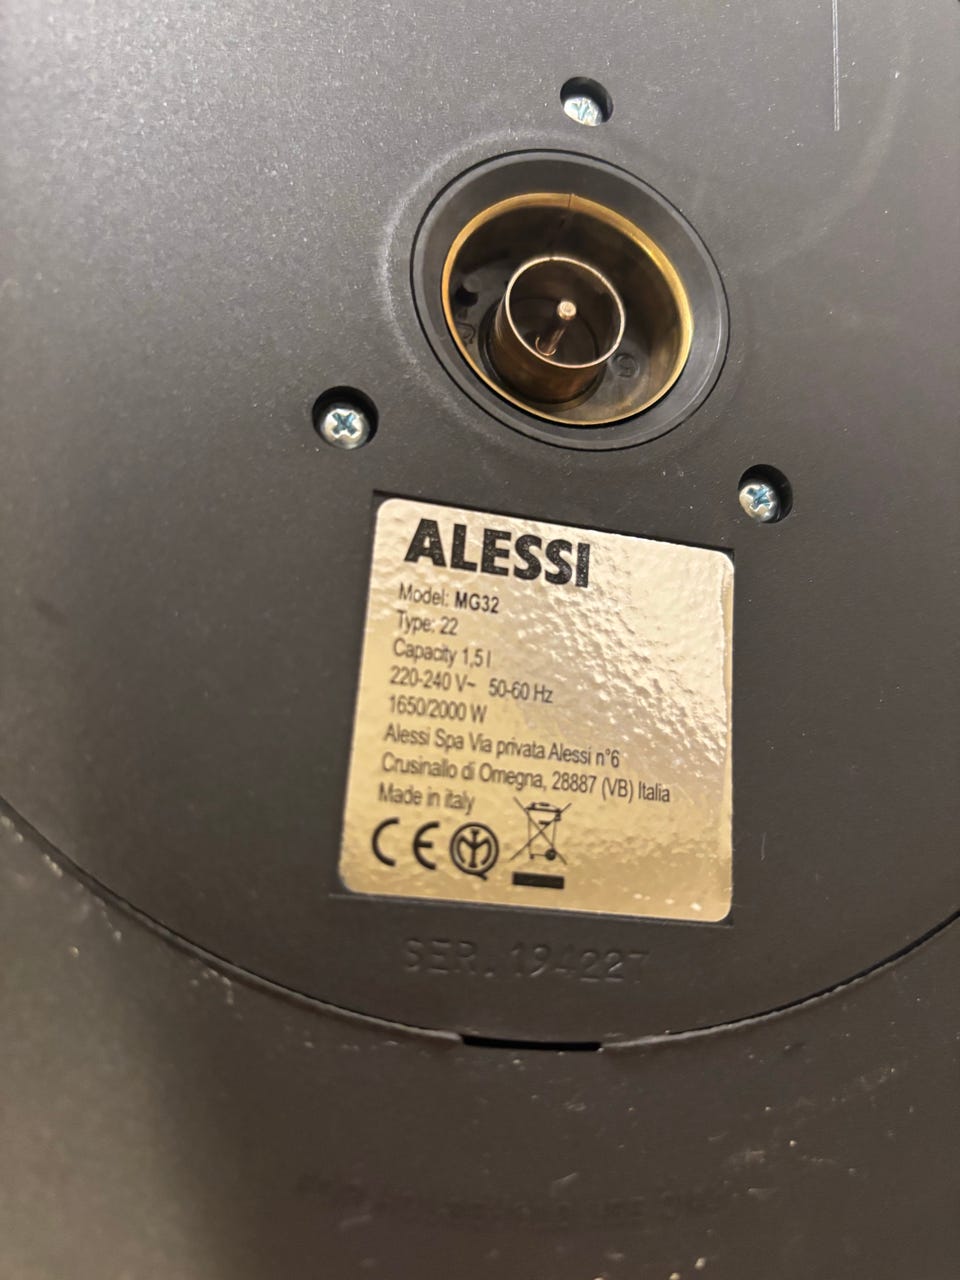 ALESSI
Model: MG32
Type: 22
Capacity 1,5 l
220-240 V~ 50-60 Hz
1650/2000 W
Alessi Spa Via privata Alessi n°6
Crusinallo di Omegna, 28887 (VB) Italia
Made in italy
CE
SER. 194227